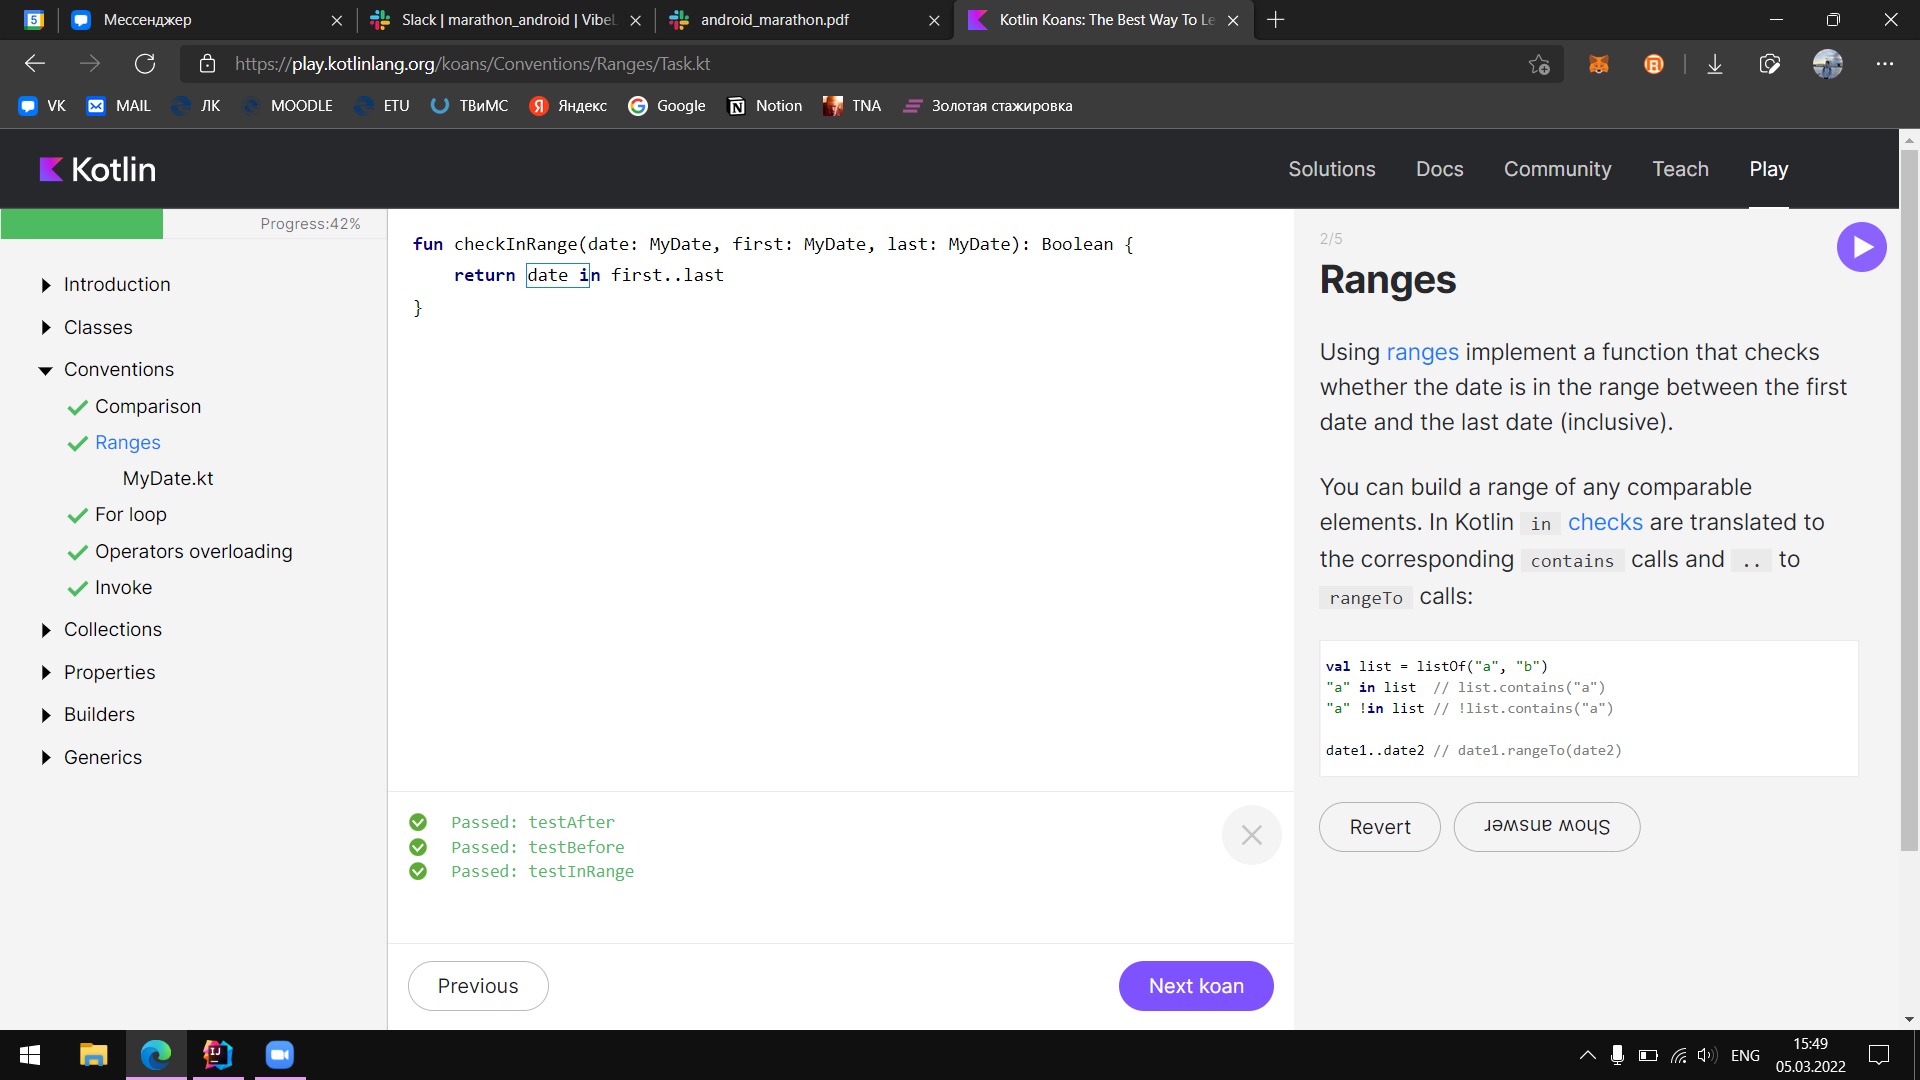 5
Мессенджер
Slack | marathon_android | VibeL
android_marathon.pdf
Kotlin Koans: The Best Way To Le
https://play.kotlinlang.org/koans/Conventions/Ranges/Task.kt
VK
MAIL
ЛК
MOODLE
ETU
ТВиМС
Яндекс
Google
Notion
TNA
Золотая стажировка
Kotlin
Solutions
Docs
Community
Teach
Play
Progress:42%
Introduction
Classes
Conventions
Comparison
Ranges
MyDate.kt
For loop
Operators overloading
Invoke
Collections
Properties
Builders
Generics
fun checkInRange(date: MyDate, first: MyDate, last: MyDate): Boolean {
return date in first..last
}
Passed: testAfter
Passed: testBefore
Passed: testInRange
Previous
Next koan
2/5
Ranges
Using ranges implement a function that checks
whether the date is in the range between the first
date and the last date (inclusive).
You can build a range of any comparable
elements. In Kotlin in checks are translated to
the corresponding contains calls and .. to
rangeTo calls:
val list = listOf("a", "b")
"a" in list // list.contains("a")
"a" !in list // !list.contains("a")
date1..date2 // date1.rangeTo(date2)
Revert
Show answer
ENG
15:49
05.03.2022